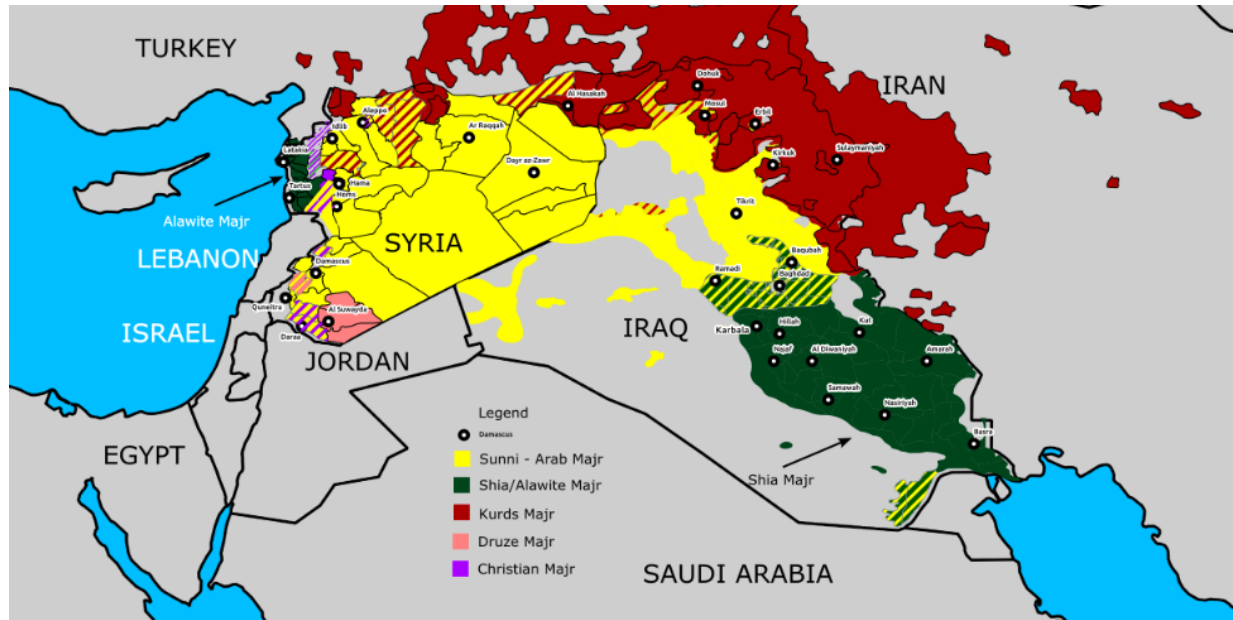 TURKEY
IRAN
Dohuk
Al Hasakah
Mosul
Erbil
Aleppo
Idlib
Ar Raqqah
Kirkuk
Sulaymaniyah
Latakia
Dayr az-Zawr
Hama
Tartus
Homs
Tikrit
Alawite Majr
SYRIA
LEBANON
Baqubah
Damascus
Ramadi
Baghdad
Quneitra
Al Suwayda
ISRAEL
Daraa
IRAQ
Karbala
Hillah
Kut
JORDAN
Najaf
Al Diwaniyah
Amarah
Samawah
Nasiriyah
Legend
Damascus
Basra
EGYPT
Sunni - Arab Majr
Shia/Alawite Majr
Shia Majr
Kurds Majr
Druze Majr
Christian Majr
SAUDI ARABIA